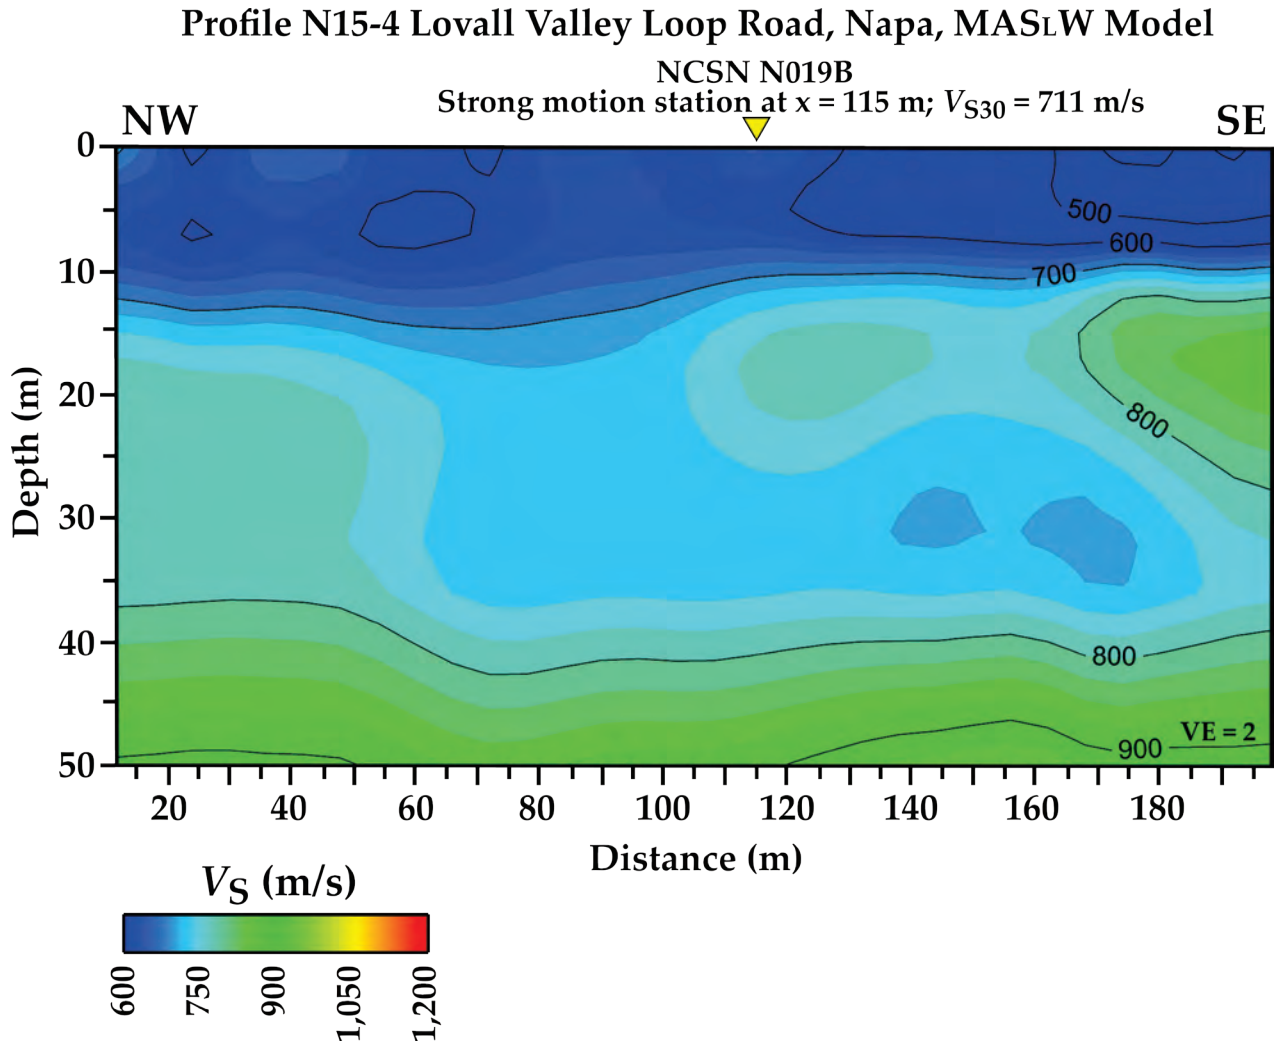 Profile N15-4 Lovall Valley Loop Road, Napa, MASLW Model
NCSN N019B
Strong motion station at x = 115 m; VS30 = 711 m/s
NW
SE
0
10
20
30
40
50
Depth (m)
500
600
700
800
800
900
VE = 2
20 40 60 80 100 120 140 160 180
Distance (m)
VS (m/s)
600 750 900 1,050 1,200